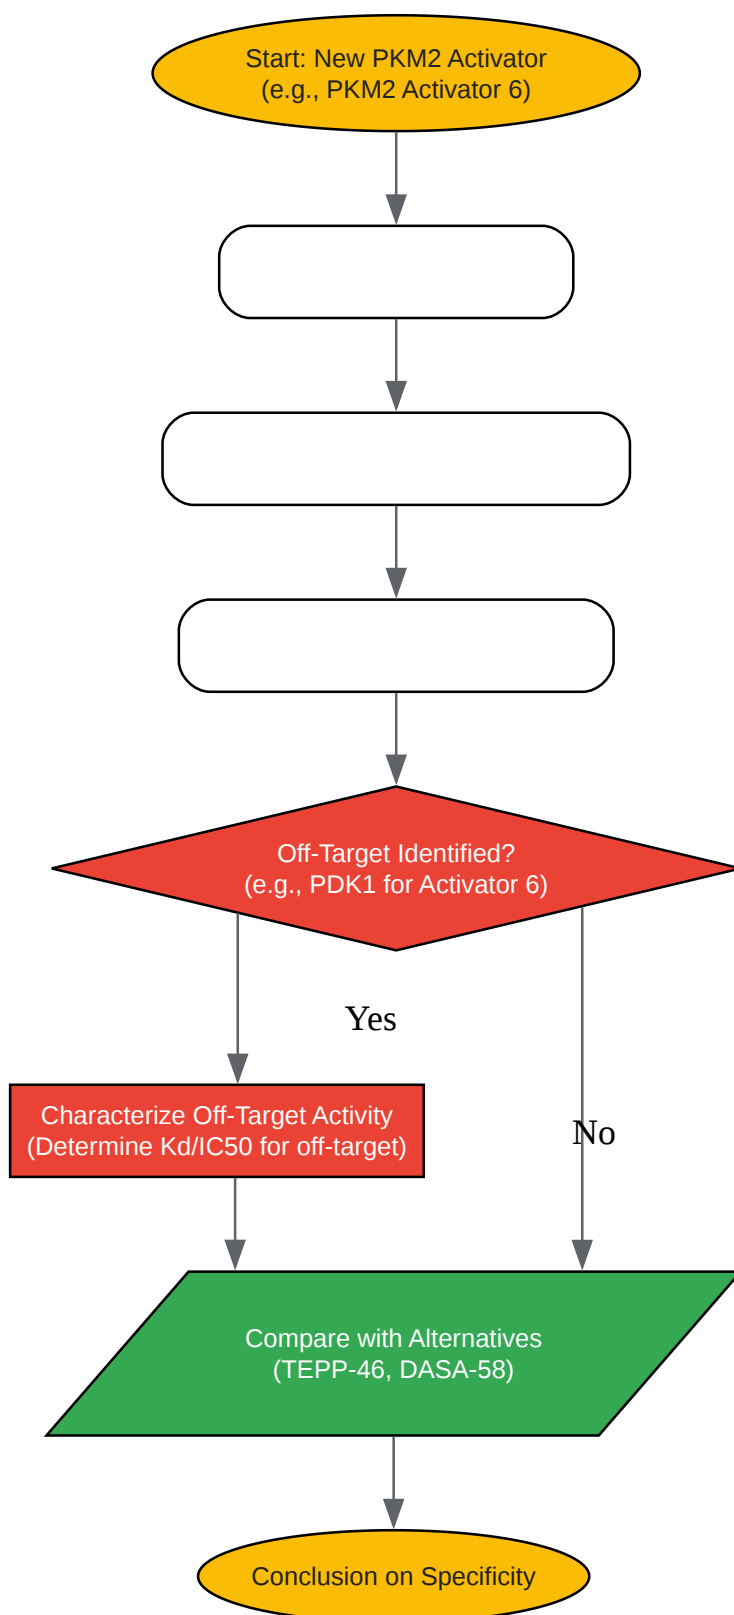 Start: New PKM2 Activator
(e.g., PKM2 Activator 6)
Off-Target Identified?
(e.g., PDK1 for Activator 6)
Yes
Characterize Off-Target Activity
(Determine Kd/IC50 for off-target)
No
Compare with Alternatives
(TEPP-46, DASA-58)
Conclusion on Specificity